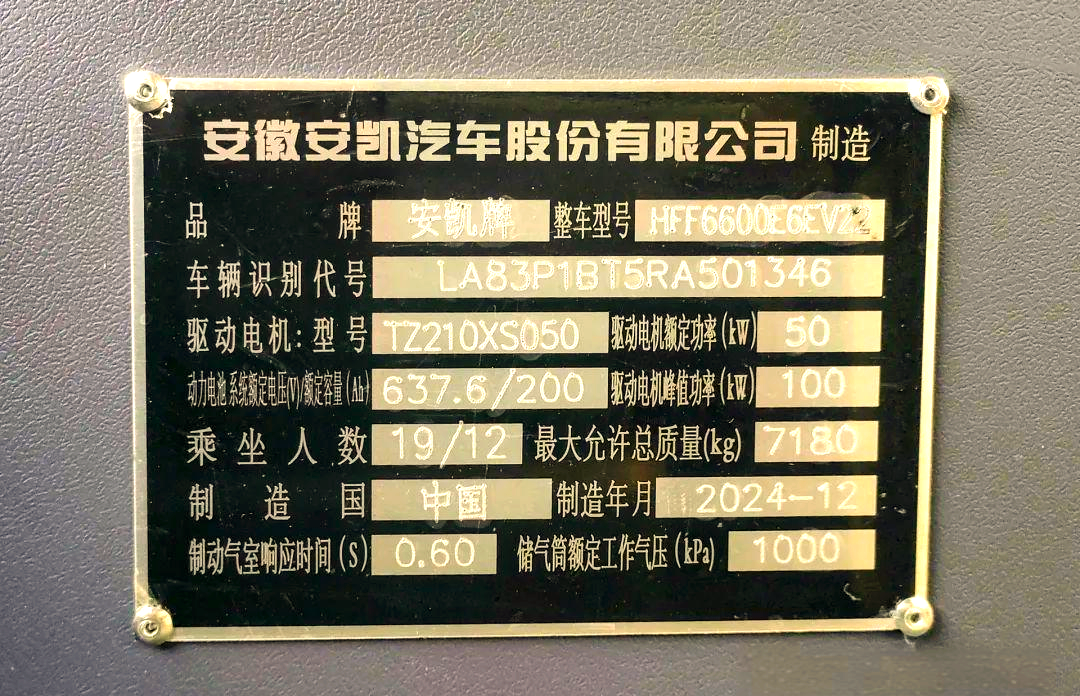 安徽安凯汽车股份有限公司 制造
品牌 安凯牌 整车型号 HFF6600E6EV22
车辆识别代号 LA83P1BT5RA501346
驱动电机:型号 TZ210XS050 驱动电机额定功率(kW) 50
动力电池系统额定电压(V)/额定容量(Ah) 637.6/200 驱动电机峰值功率(kW) 100
乘坐人数 19/12 最大允许总质量(kg) 7180
制造国 中国 制造年月 2024-12
制动气室响应时间(S) 0.60 储气筒额定工作气压(kPa) 1000